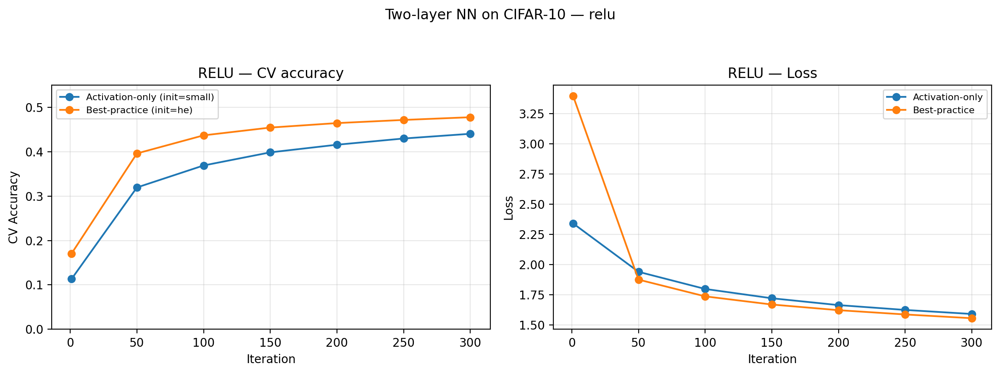 Two-layer NN on CIFAR-10 — relu
RELU — CV accuracy
Activation-only (init=small)
Best-practice (init=he)
CV Accuracy
0.5
0.4
0.3
0.2
0.1
0.0
0 50 100 150 200 250 300
Iteration
RELU — Loss
Activation-only
Best-practice
Loss
3.25
3.00
2.75
2.50
2.25
2.00
1.75
1.50
0 50 100 150 200 250 300
Iteration